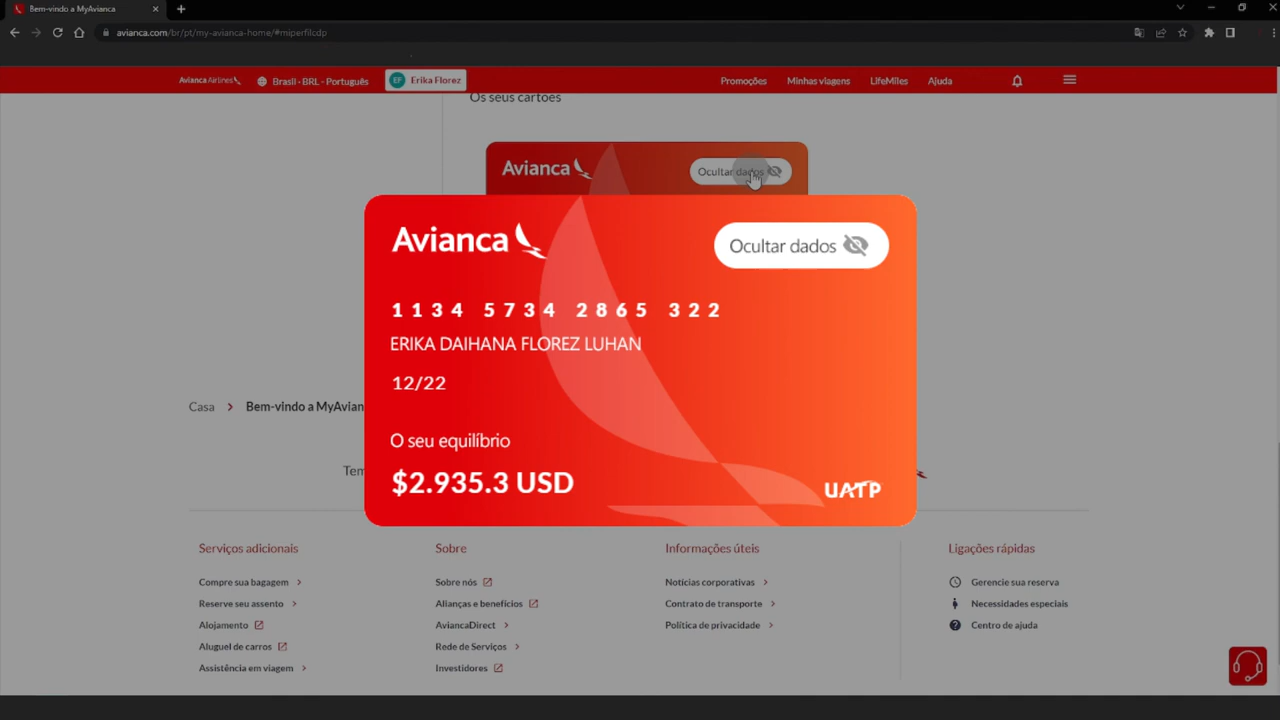 Bem-vindo a MyAvianca
avianca.com/br/pt/my-avianca-home/#miperfilcdp
Avianca Airlines
Brasil - BRL - Português
EF
Erika Florez
Promoções
Minhas viagens
LifeMiles
Ajuda
Os seus cartoes
Avianca
Ocultar dados
Avianca
Ocultar dados
1134 5734 2865 322
ERIKA DAIHANA FLOREZ LUHAN
12/22
O seu equilíbrio
$2.935.3 USD
UATP
Casa > Bem-vindo a MyAvian
Tem
Serviços adicionais
Compre sua bagagem
Reserve seu assento
Alojamento
Aluguel de carros
Assistência em viagem
Sobre
Sobre nós
Alianças e benefícios
AviancaDirect
Rede de Serviços
Investidores
Informações úteis
Notícias corporativas
Contrato de transporte
Política de privacidade
Ligações rápidas
Gerencie sua reserva
Necessidades especiais
Centro de ajuda